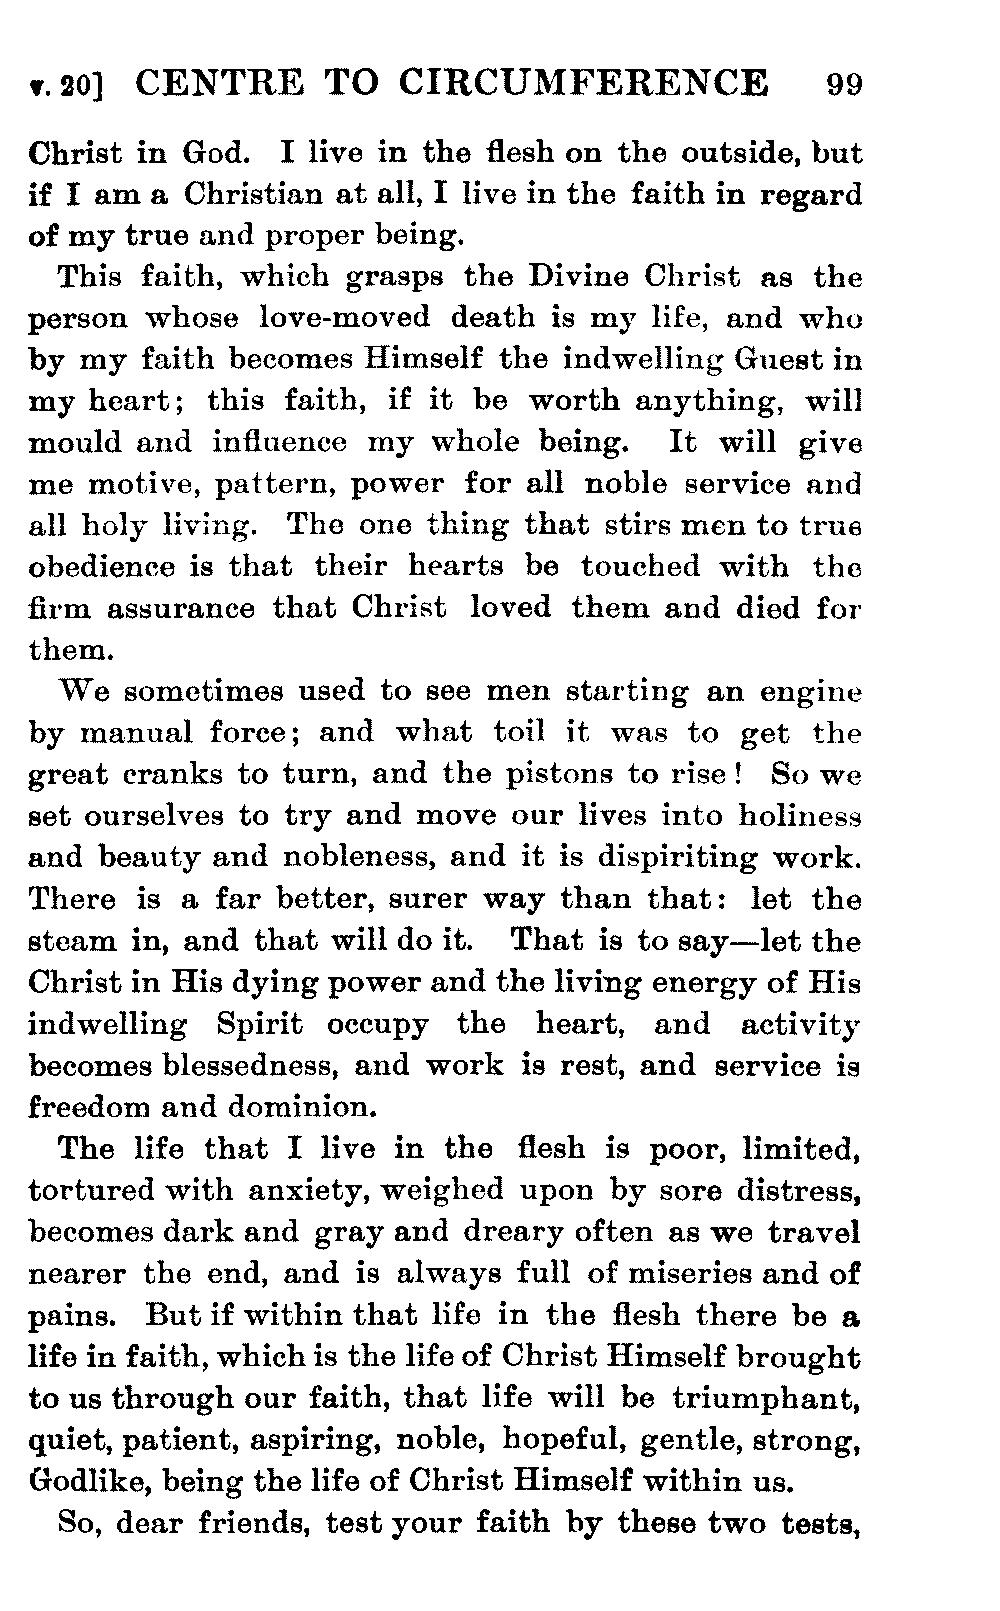 v. 20] CENTRE TO CIRCUMFERENCE 99
Christ in God. I live in the flesh on the outside, but
if I am a Christian at all, I live in the faith in regard
of my true and proper being.
This faith, which grasps the Divine Christ as the
person whose love-moved death is my life, and who
by my faith becomes Himself the indwelling Guest in
my heart; this faith, if it be worth anything, will
mould and influence my whole being. It will give
me motive, pattern, power for all noble service and
all holy living. The one thing that stirs men to true
obedience is that their hearts be touched with the
firm assurance that Christ loved them and died for
them.
We sometimes used to see men starting an engine
by manual force; and what toil it was to get the
great cranks to turn, and the pistons to rise! So we
set ourselves to try and move our lives into holiness
and beauty and nobleness, and it is dispiriting work.
There is a far better, surer way than that: let the
steam in, and that will do it. That is to say—let the
Christ in His dying power and the living energy of His
indwelling Spirit occupy the heart, and activity
becomes blessedness, and work is rest, and service is
freedom and dominion.
The life that I live in the flesh is poor, limited,
tortured with anxiety, weighed upon by sore distress,
becomes dark and gray and dreary often as we travel
nearer the end, and is always full of miseries and of
pains. But if within that life in the flesh there be a
life in faith, which is the life of Christ Himself brought
to us through our faith, that life will be triumphant,
quiet, patient, aspiring, noble, hopeful, gentle, strong,
Godlike, being the life of Christ Himself within us.
So, dear friends, test your faith by these two tests,